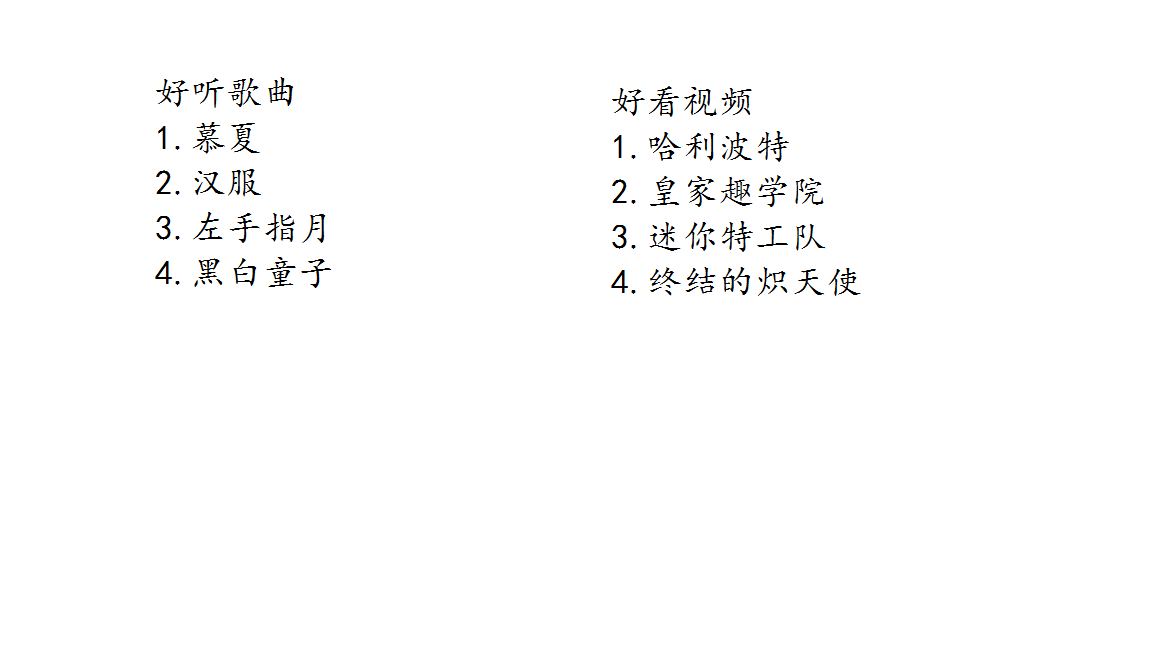 好听歌曲
1.慕夏
2.汉服
3.左手指月
4.黑白童子
好看视频
1.哈利波特
2.皇家趣学院
3.迷你特工队
4.终结的炽天使